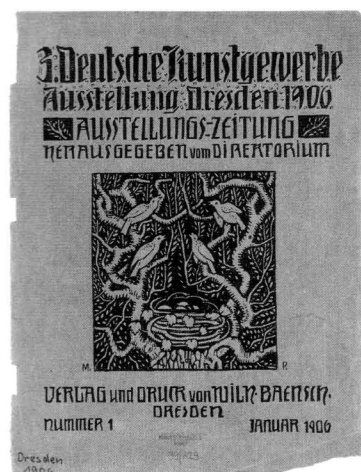 3. Deutsche Kunstgewerbe
Ausstellung Dresden 1906
AUSSTELLUNGS-ZEITUNG
HERAUSGEGEBEN vom DIREKTORIUM
M. P.
VERLAG und DRUCK von WILH. BAENSCH.
DRESDEN
NUMMER 1 JANUAR 1906
Dresden
1906